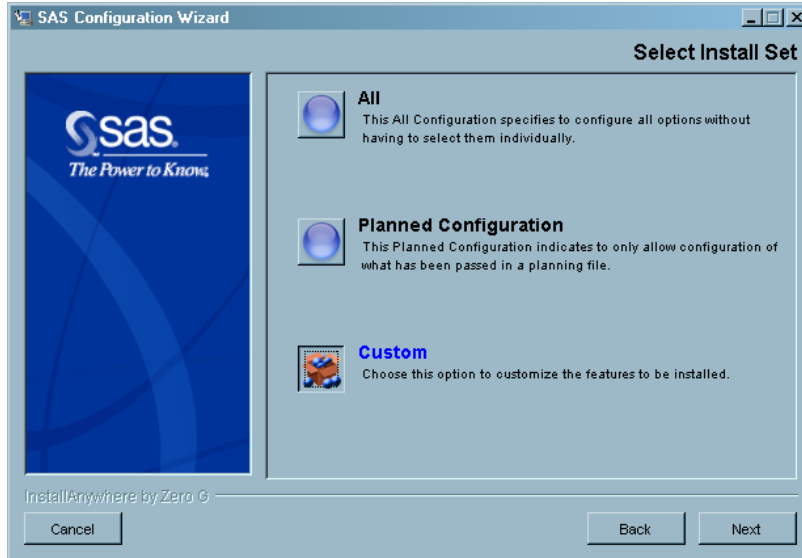 SAS Configuration Wizard
Select Install Set
sas.
The Power to Know.
All
This All Configuration specifies to configure all options without
having to select them individually.
Planned Configuration
This Planned Configuration indicates to only allow configuration of
what has been passed in a planning file.
Custom
Choose this option to customize the features to be installed.
InstallAnywhere by Zero G
Cancel
Back
Next